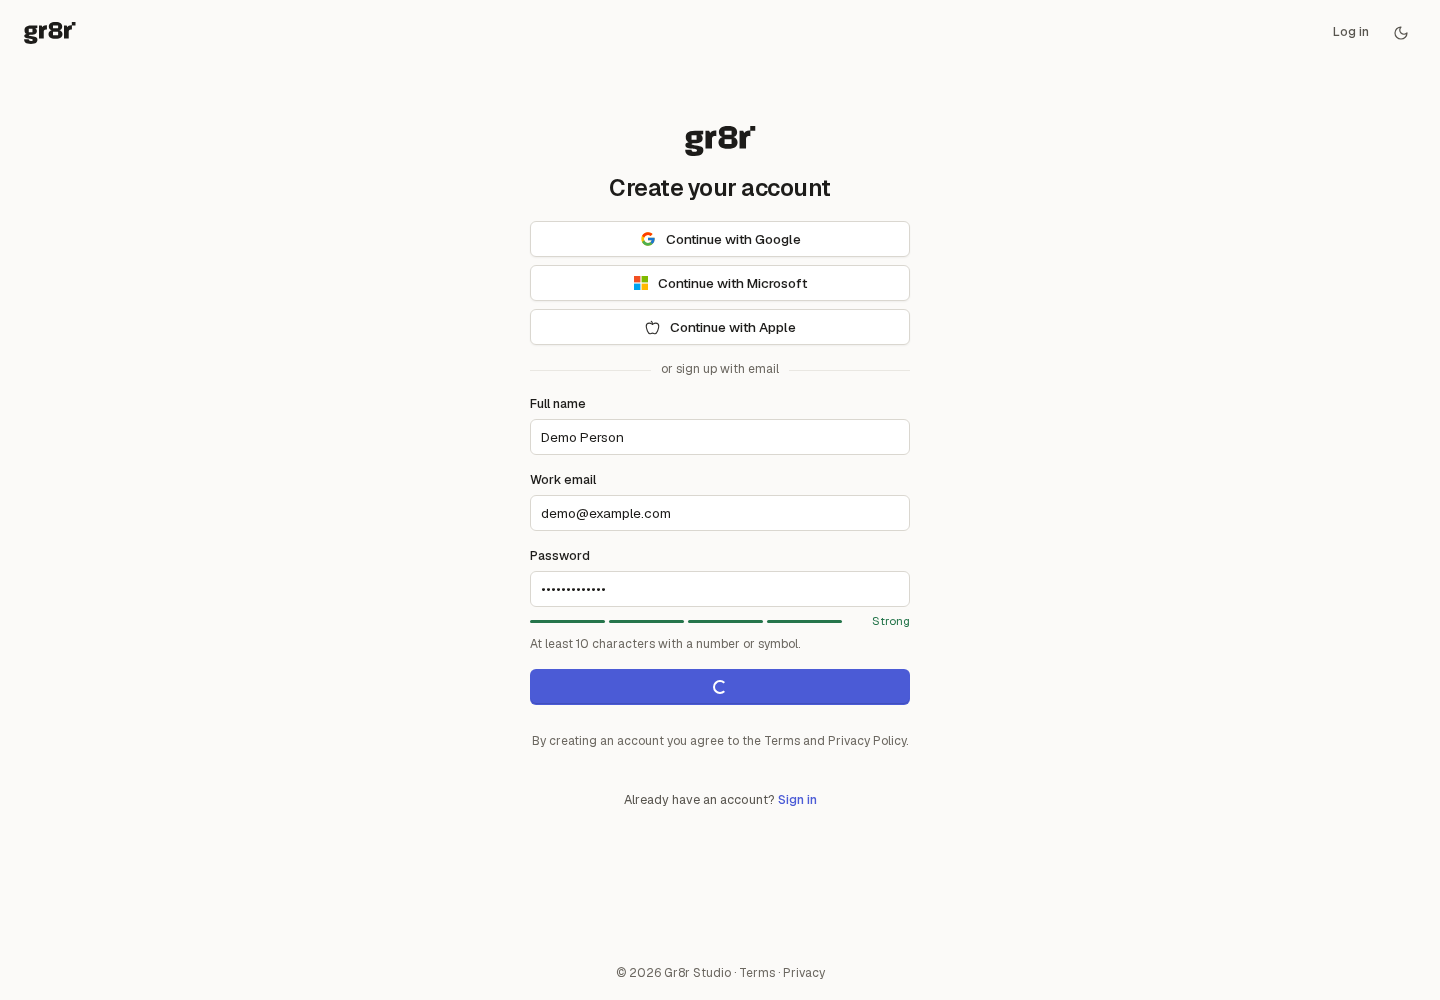 gr8r
Log in
gr8r
Create your account
Continue with Google
Continue with Microsoft
Continue with Apple
or sign up with email
Full name
Demo Person
Work email
demo@example.com
Password
•••••••••••••
Strong
At least 10 characters with a number or symbol.
By creating an account you agree to the Terms and Privacy Policy.
Already have an account? Sign in
© 2026 Gr8r Studio · Terms · Privacy